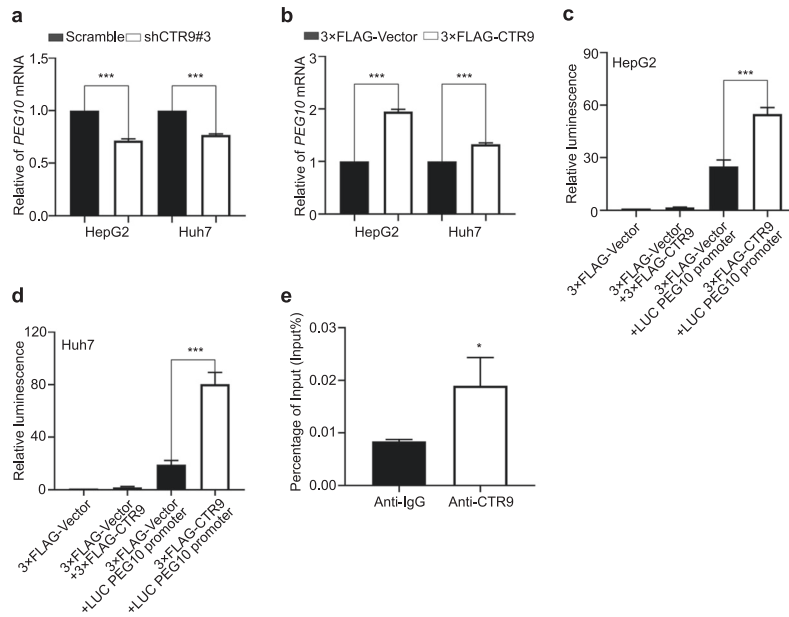 a
Scramble shCTR9#3
Relative of PEG10 mRNA
1.5
1.0
0.5
0.0
***
***
HepG2
Huh7
b
3×FLAG-Vector 3×FLAG-CTR9
Relative of PEG10 mRNA
3
2
1
0
***
***
HepG2
Huh7
c
HepG2
Relative luminescence
90
60
30
0
***
3×FLAG-Vector
3×FLAG-Vector
+3×FLAG-CTR9
3×FLAG-Vector
+LUC PEG10 promoter
3×FLAG-CTR9
+LUC PEG10 promoter
d
Huh7
Relative luminescence
120
80
40
0
***
3×FLAG-Vector
3×FLAG-Vector
+3×FLAG-CTR9
3×FLAG-Vector
+LUC PEG10 promoter
3×FLAG-CTR9
+LUC PEG10 promoter
e
Percentage of Input (Input%)
0.03
0.02
0.01
0.00
*
Anti-IgG
Anti-CTR9